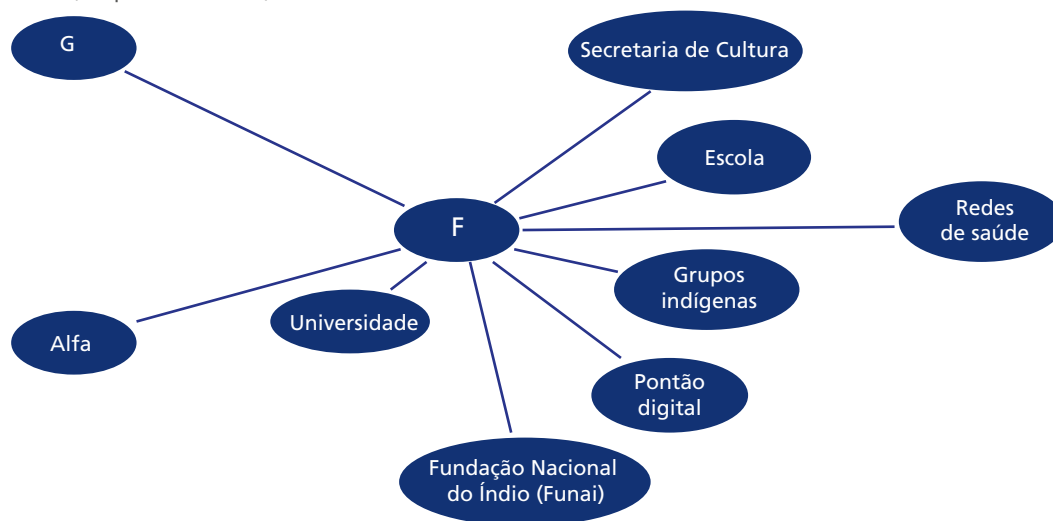 G
Secretaria de Cultura
Escola
Redes
de saúde
F
Grupos
indígenas
Universidade
Alfa
Pontão
digital
Fundação Nacional
do Índio (Funai)